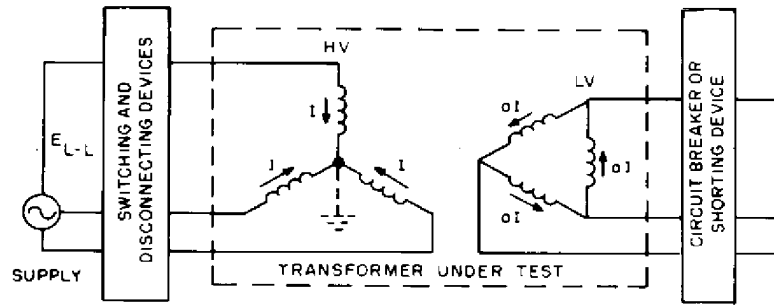 HV
LV
SWITCHING AND
DISCONNECTING DEVICES
CIRCUIT BREAKER OR
SHORTING DEVICE
E L-L
I
I
I
aI
aI
aI
SUPPLY
TRANSFORMER UNDER TEST